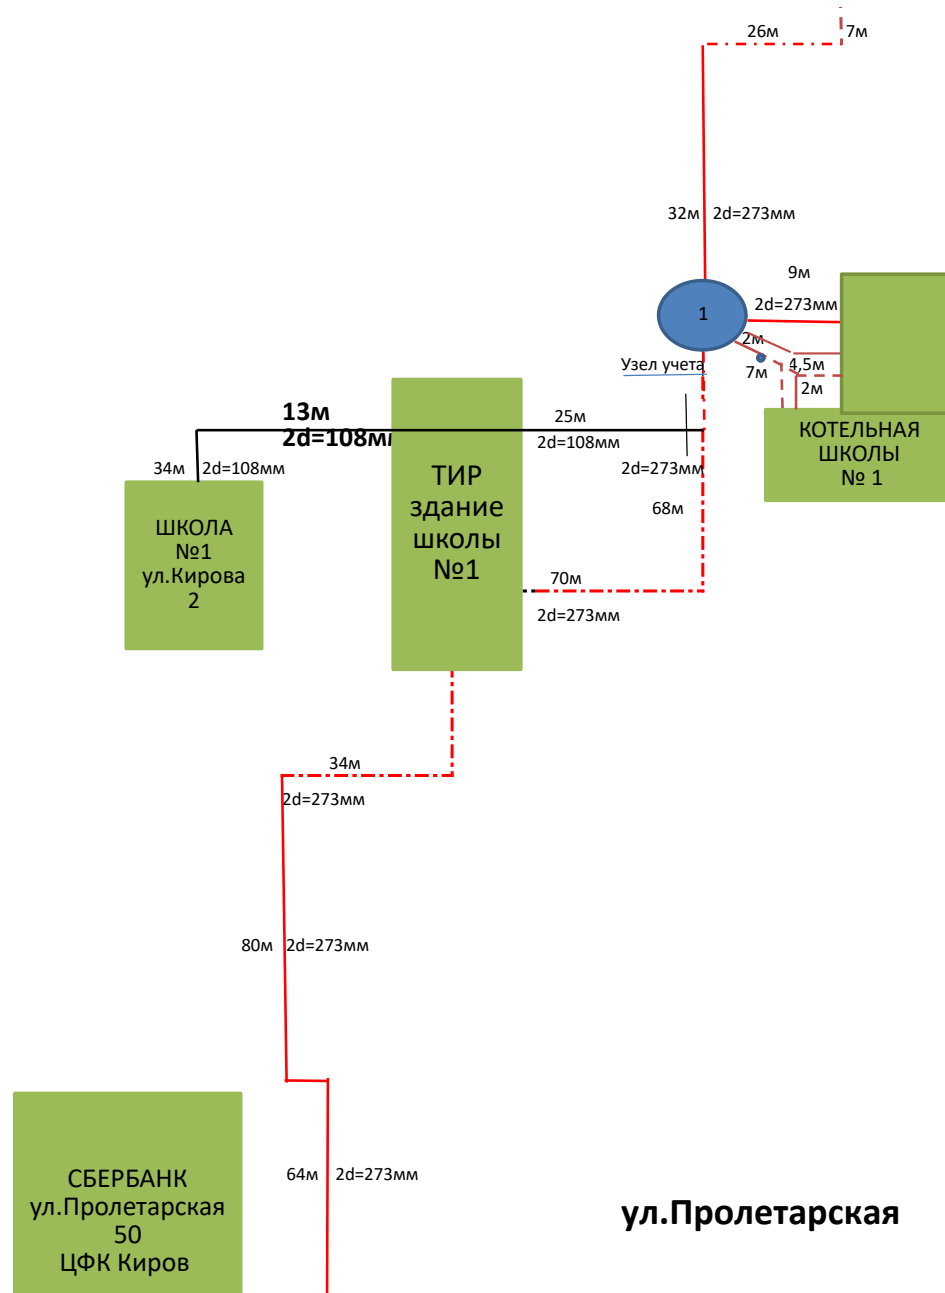 26м
7м
32м
2d=273мм
9м
2d=273мм
1
2м
Узел учета
7м
4,5м
2м
13м
2d=108м
25м
2d=108мм
КОТЕЛЬНАЯ
ШКОЛЫ
№ 1
34м
2d=108мм
2d=273мм
ТИР
здание
школы
№1
68м
ШКОЛА
№1
ул.Кирова
2
70м
2d=273мм
34м
2d=273мм
80м
2d=273мм
СБЕРБАНК
ул.Пролетарская
50
ЦФК Киров
64м
2d=273мм
ул.Пролетарская